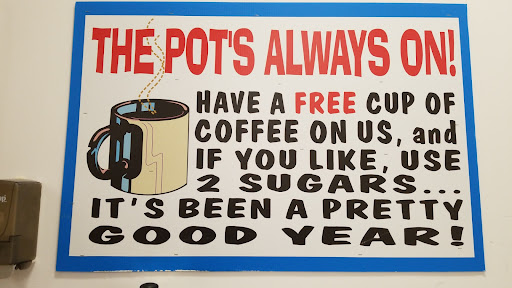 THE POT'S ALWAYS ON!
HAVE A FREE CUP OF
COFFEE ON US, and
IF YOU LIKE, USE
2 SUGARS...
IT'S BEEN A PRETTY
GOOD YEAR!